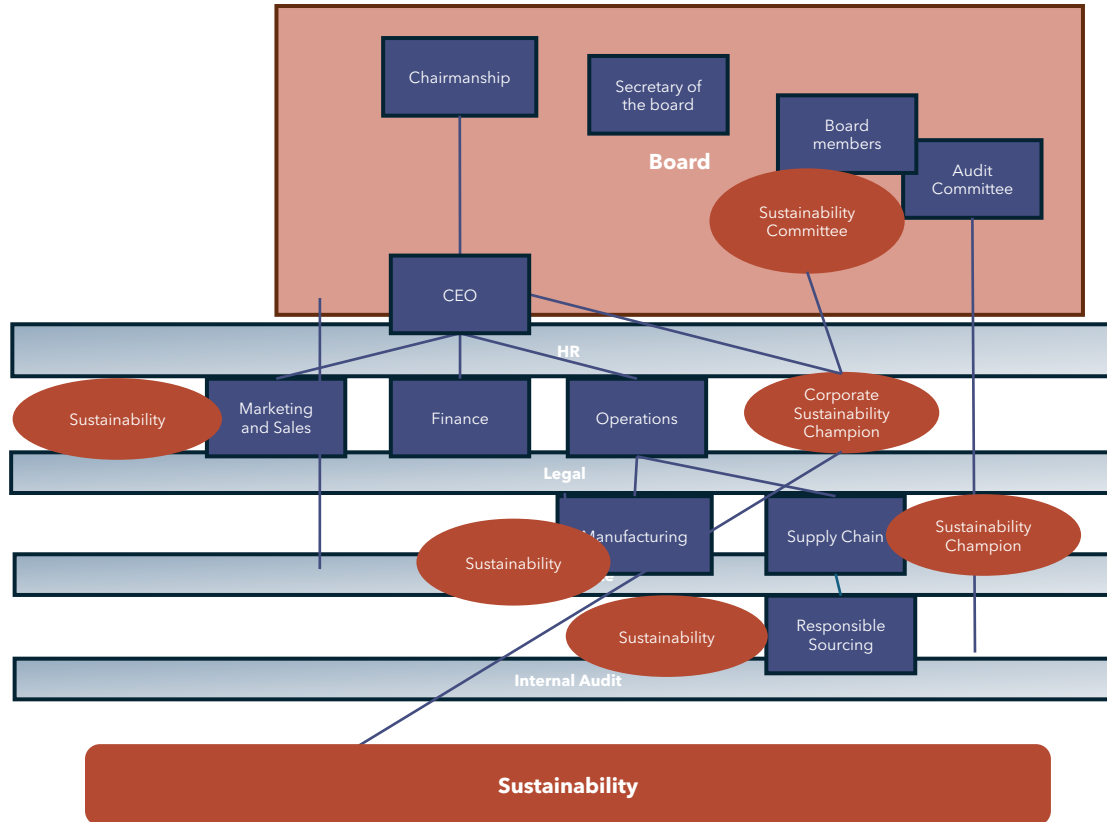 Chairmanship
Secretary of
the board
Board
members
Board
Audit
Committee
Sustainability
Committee
CEO
HR
Sustainability
Marketing
and Sales
Finance
Operations
Corporate
Sustainability
Champion
Legal
Manufacturing
Supply Chain
Sustainability
Champion
Sustainability
Sustainability
Responsible
Sourcing
Internal Audit
Sustainability